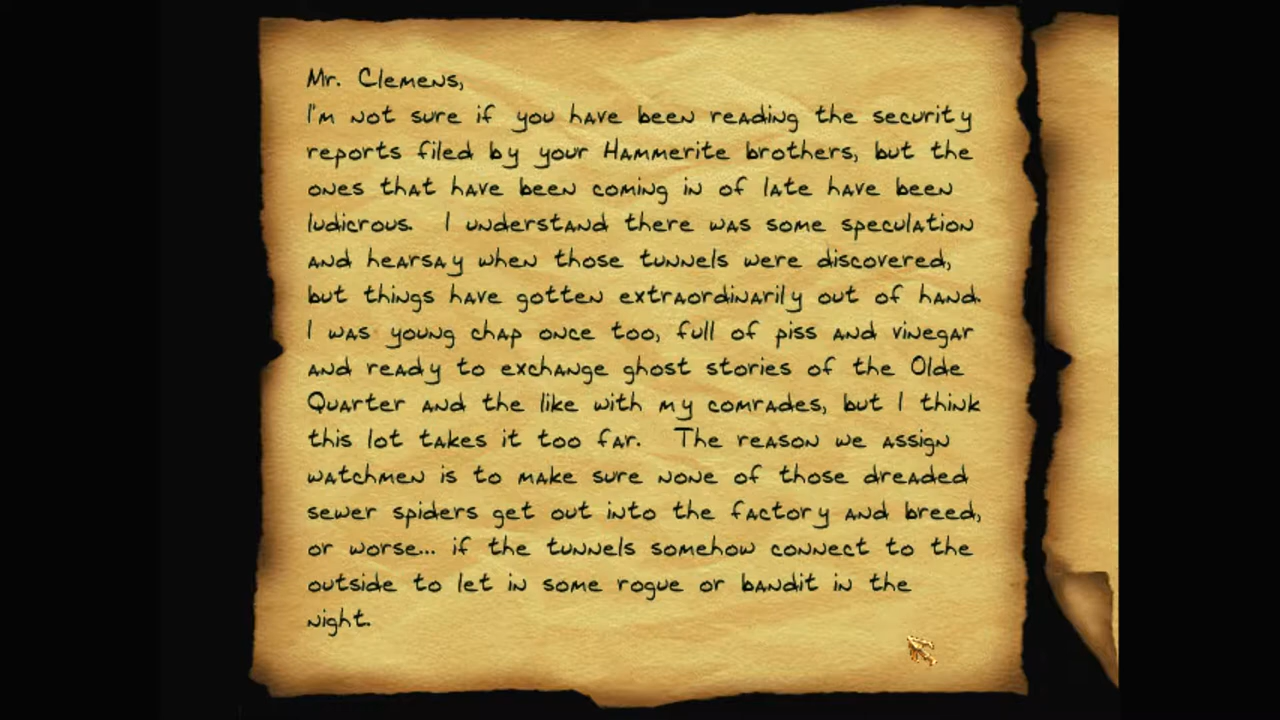 Mr. Clemens,
I'm not sure if you have been reading the security
reports filed by your Hammerite brothers, but the
ones that have been coming in of late have been
ludicrous.  I understand there was some speculation
and hearsay when those tunnels were discovered,
but things have gotten extraordinarily out of hand.
I was young chap once too, full of piss and vinegar
and ready to exchange ghost stories of the Olde
Quarter and the like with my comrades, but I think
this lot takes it too far.  The reason we assign
watchmen is to make sure none of those dreaded
sewer spiders get out into the factory and breed,
or worse... if the tunnels somehow connect to the
outside to let in some rogue or bandit in the
night.